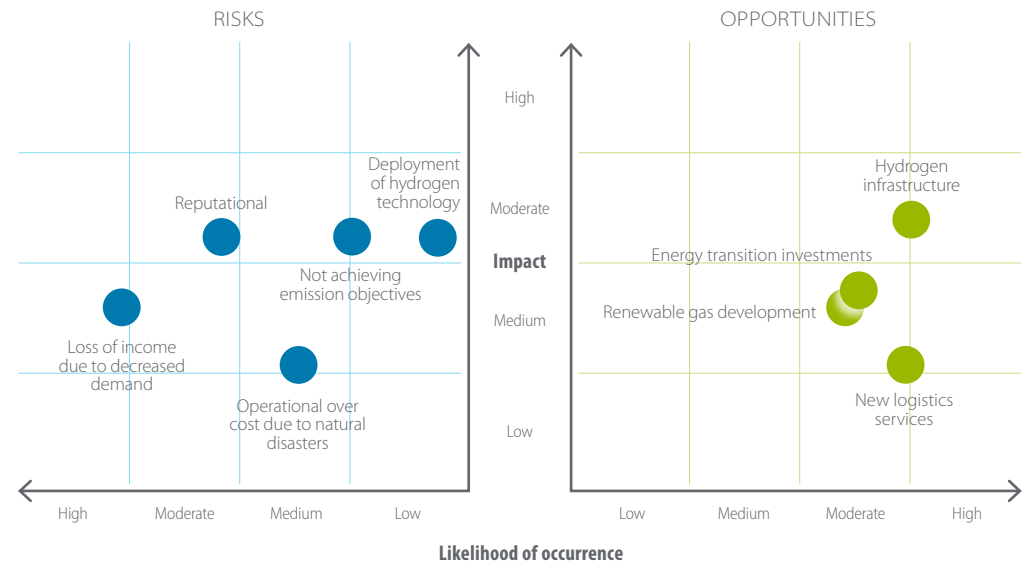 RISKS
OPPORTUNITIES
High
Deployment
of hydrogen
technology
Reputational
Moderate
Hydrogen
infrastructure
Impact
Energy transition investments
Not achieving
emission objectives
Renewable gas development
Medium
Loss of income
due to decreased
demand
Operational over
cost due to natural
disasters
New logistics
services
Low
High
Moderate
Medium
Low
Low
Medium
Moderate
High
Likelihood of occurrence